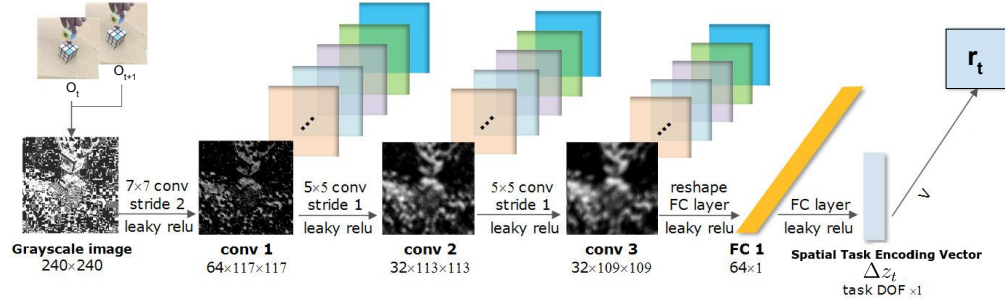 O_t
O_{t+1}
r_t
7×7 conv
stride 2
leaky relu
5×5 conv
stride 1
leaky relu
5×5 conv
stride 1
leaky relu
reshape
FC layer
leaky relu
FC layer
leaky relu
V
Grayscale image
240×240
conv 1
64×117×117
conv 2
32×113×113
conv 3
32×109×109
FC 1
64×1
Spatial Task Encoding Vector
Δz_t
task DOF ×1